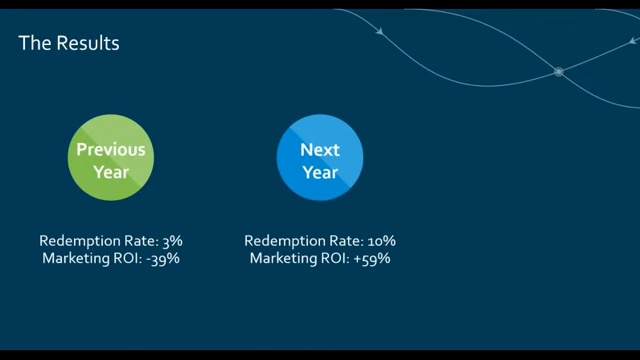 The Results
Previous
Year
Next
Year
Redemption Rate: 3%
Marketing ROI: -39%
Redemption Rate: 10%
Marketing ROI: +59%